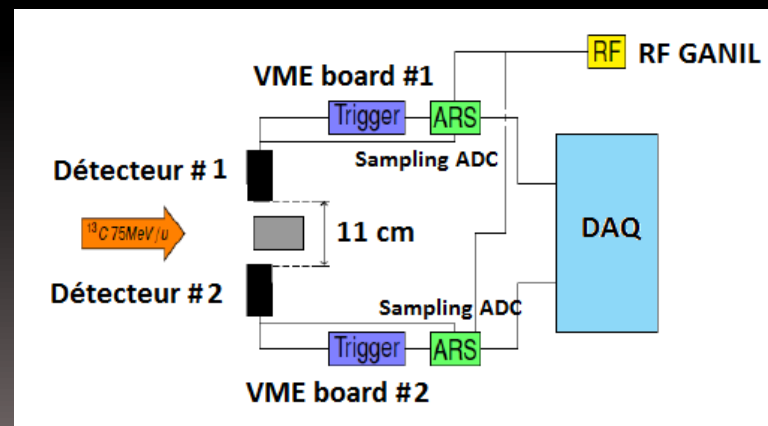 RF RF GANIL
VME board #1
Trigger ARS
Sampling ADC
Détecteur # 1
¹³C 75MeV/u
11 cm
DAQ
Détecteur # 2
Sampling ADC
Trigger ARS
VME board #2